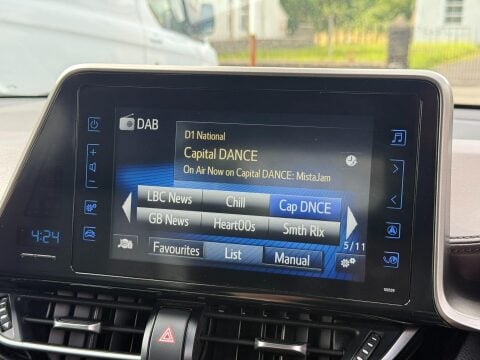 DAB
D1 National
Capital DANCE
On Air Now on Capital DANCE: MistaJam
LBC News Chill Cap DNCE
GB News Heart00s Smth Rlx
5/11
Favourites List Manual
4:24